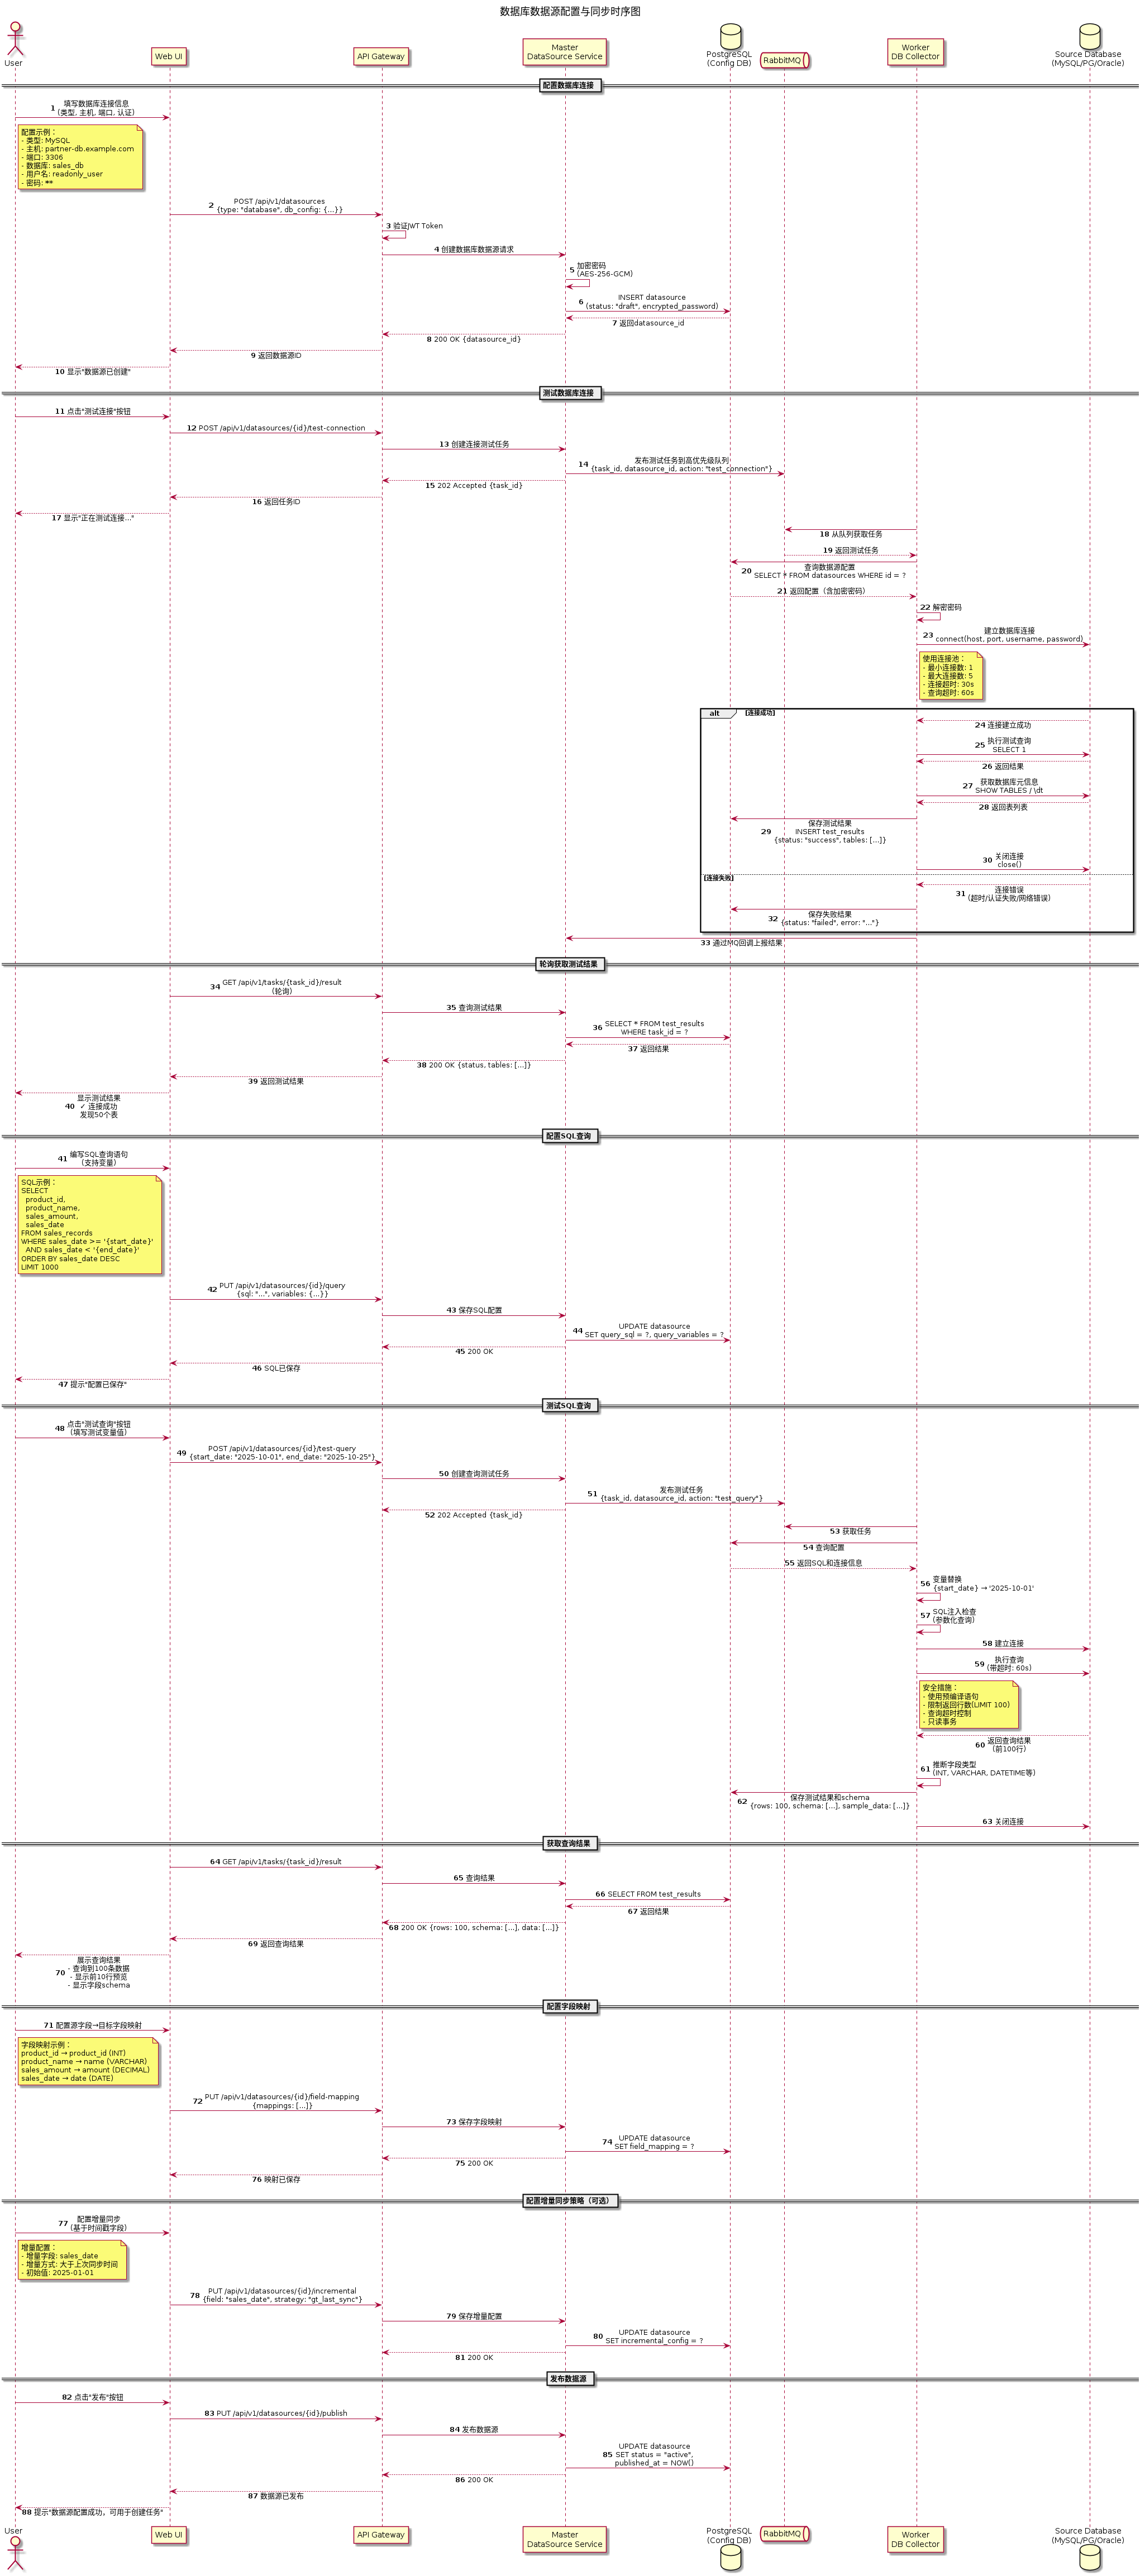 数据库数据源配置与同步时序图
User
Web UI
API Gateway
Master
DataSource Service
PostgreSQL
(Config DB)
RabbitMQ
Worker
DB Collector
Source Database
(MySQL/PG/Oracle)
配置数据库连接
1 填写数据库连接信息
(类型, 主机, 端口, 认证)
配置示例：
- 类型: MySQL
- 主机: partner-db.example.com
- 端口: 3306
- 数据库: sales_db
- 用户名: readonly_user
- 密码: **
2 POST /api/v1/datasources
{type: "database", db_config: {...}}
3 验证JWT Token
4 创建数据库数据源请求
5 加密密码
(AES-256-GCM)
6 INSERT datasource
(status: "draft", encrypted_password)
7 返回datasource_id
8 200 OK {datasource_id}
9 返回数据源ID
10 显示"数据源已创建"
测试数据库连接
11 点击"测试连接"按钮
12 POST /api/v1/datasources/{id}/test-connection
13 创建连接测试任务
14 发布测试任务到高优先级队列
{task_id, datasource_id, action: "test_connection"}
15 202 Accepted {task_id}
16 返回任务ID
17 显示"正在测试连接..."
18 从队列获取任务
19 返回测试任务
20 查询数据源配置
SELECT * FROM datasources WHERE id = ?
21 返回配置（含加密密码）
22 解密密码
23 建立数据库连接
connect(host, port, username, password)
使用连接池：
- 最小连接数: 1
- 最大连接数: 5
- 连接超时: 30s
- 查询超时: 60s
alt [连接成功]
24 连接建立成功
25 执行测试查询
SELECT 1
26 返回结果
27 获取数据库元信息
SHOW TABLES / \dt
28 返回表列表
29 保存测试结果
INSERT test_results
{status: "success", tables: [...]}
30 关闭连接
close()
[连接失败]
31 连接错误
(超时/认证失败/网络错误)
32 保存失败结果
{status: "failed", error: "..."}
33 通过MQ回调上报结果
轮询获取测试结果
34 GET /api/v1/tasks/{task_id}/result
(轮询)
35 查询测试结果
36 SELECT * FROM test_results
WHERE task_id = ?
37 返回结果
38 200 OK {status, tables: [...]}
39 返回测试结果
40 显示测试结果
✓ 连接成功
发现50个表
配置SQL查询
41 编写SQL查询语句
(支持变量)
SQL示例：
SELECT
product_id,
product_name,
sales_amount,
sales_date
FROM sales_records
WHERE sales_date >= '{start_date}'
AND sales_date < '{end_date}'
ORDER BY sales_date DESC
LIMIT 1000
42 PUT /api/v1/datasources/{id}/query
{sql: "...", variables: {...}}
43 保存SQL配置
44 UPDATE datasource
SET query_sql = ?, query_variables = ?
45 200 OK
46 SQL已保存
47 提示"配置已保存"
测试SQL查询
48 点击"测试查询"按钮
(填写测试变量值)
49 POST /api/v1/datasources/{id}/test-query
{start_date: "2025-10-01", end_date: "2025-10-25"}
50 创建查询测试任务
51 发布测试任务
{task_id, datasource_id, action: "test_query"}
52 202 Accepted {task_id}
53 获取任务
54 查询配置
55 返回SQL和连接信息
56 变量替换
{start_date} → '2025-10-01'
57 SQL注入检查
(参数化查询)
58 建立连接
59 执行查询
(带超时: 60s)
安全措施：
- 使用预编译语句
- 限制返回行数(LIMIT 100)
- 查询超时控制
- 只读事务
60 返回查询结果
(前100行)
61 推断字段类型
(INT, VARCHAR, DATETIME等)
62 保存测试结果和schema
{rows: 100, schema: [...], sample_data: [...]}
63 关闭连接
获取查询结果
64 GET /api/v1/tasks/{task_id}/result
65 查询结果
66 SELECT FROM test_results
67 返回结果
68 200 OK {rows: 100, schema: [...], data: [...]}
69 返回查询结果
70 展示查询结果
- 查询到100条数据
- 显示前10行预览
- 显示字段schema
配置字段映射
71 配置源字段→目标字段映射
字段映射示例：
product_id → product_id (INT)
product_name → name (VARCHAR)
sales_amount → amount (DECIMAL)
sales_date → date (DATE)
72 PUT /api/v1/datasources/{id}/field-mapping
{mappings: [...]}
73 保存字段映射
74 UPDATE datasource
SET field_mapping = ?
75 200 OK
76 映射已保存
配置增量同步策略（可选）
77 配置增量同步
(基于时间戳字段)
增量配置：
- 增量字段: sales_date
- 增量方式: 大于上次同步时间
- 初始值: 2025-01-01
78 PUT /api/v1/datasources/{id}/incremental
{field: "sales_date", strategy: "gt_last_sync"}
79 保存增量配置
80 UPDATE datasource
SET incremental_config = ?
81 200 OK
发布数据源
82 点击"发布"按钮
83 PUT /api/v1/datasources/{id}/publish
84 发布数据源
85 UPDATE datasource
SET status = "active",
published_at = NOW()
86 200 OK
87 数据源已发布
88 提示"数据源配置成功，可用于创建任务"
User
Web UI
API Gateway
Master
DataSource Service
PostgreSQL
(Config DB)
RabbitMQ
Worker
DB Collector
Source Database
(MySQL/PG/Oracle)